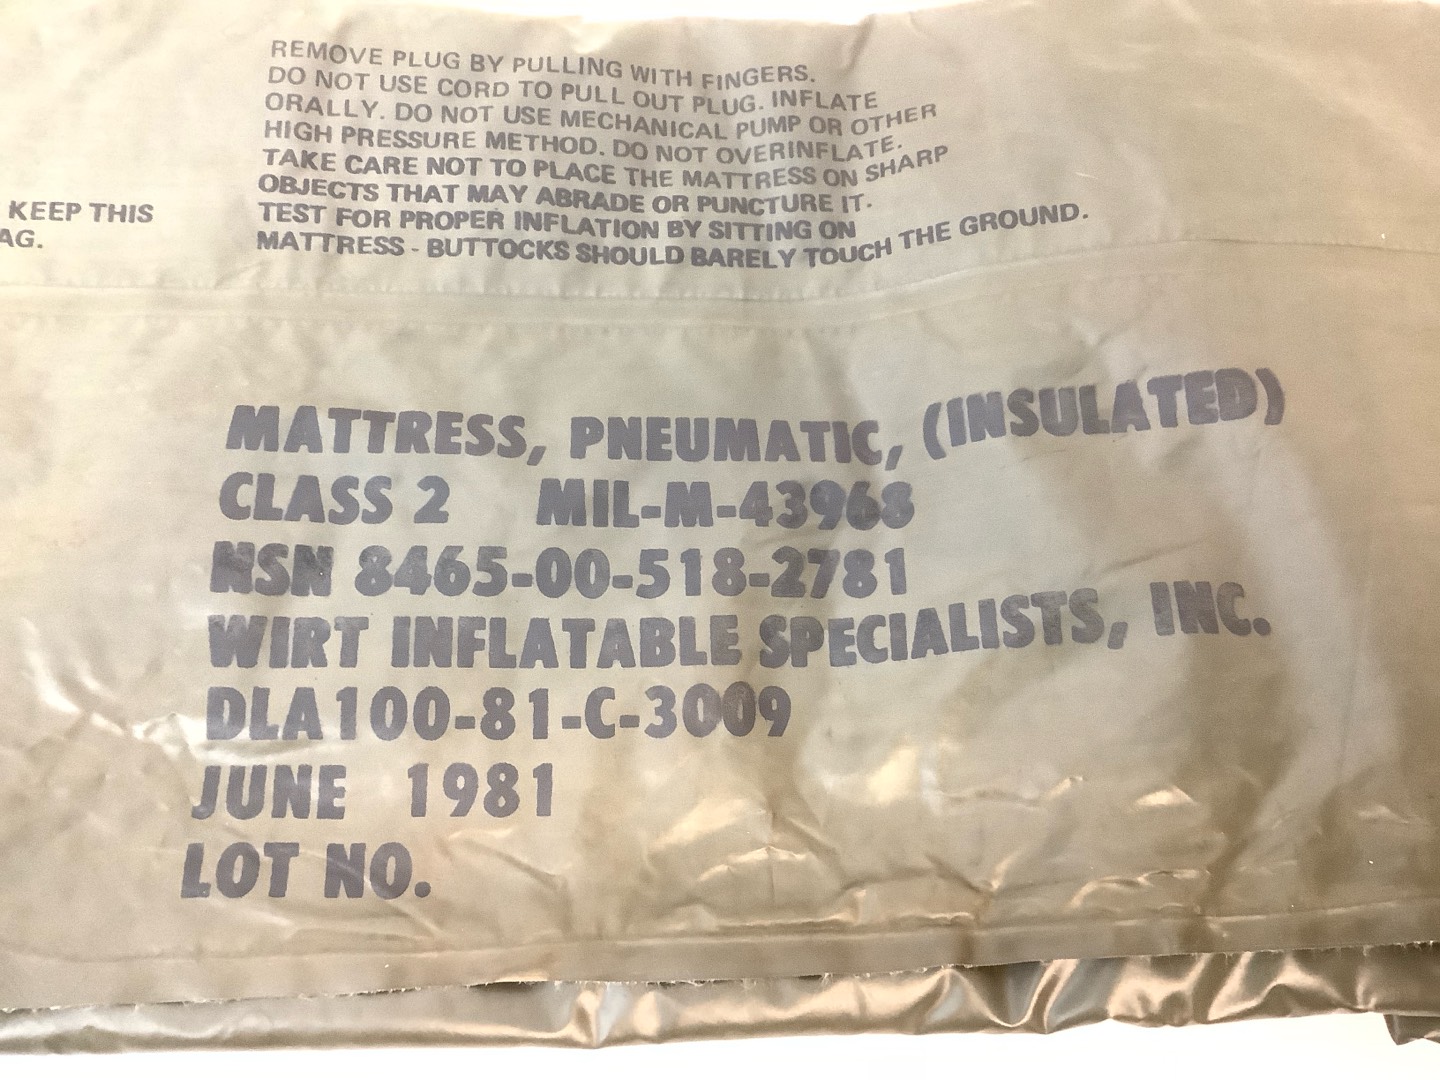 REMOVE PLUG BY PULLING WITH FINGERS.
DO NOT USE CORD TO PULL OUT PLUG. INFLATE
ORALLY. DO NOT USE MECHANICAL PUMP OR OTHER
HIGH PRESSURE METHOD. DO NOT OVERINFLATE.
TAKE CARE NOT TO PLACE THE MATTRESS ON SHARP
OBJECTS THAT MAY ABRADE OR PUNCTURE IT.
TEST FOR PROPER INFLATION BY SITTING ON
MATTRESS - BUTTOCKS SHOULD BARELY TOUCH THE GROUND.
KEEP THIS
AG.
MATTRESS, PNEUMATIC, (INSULATED)
CLASS 2 MIL-M-43968
NSN 8465-00-518-2781
WIRT INFLATABLE SPECIALISTS, INC.
DLA100-81-C-3009
JUNE 1981
LOT NO.